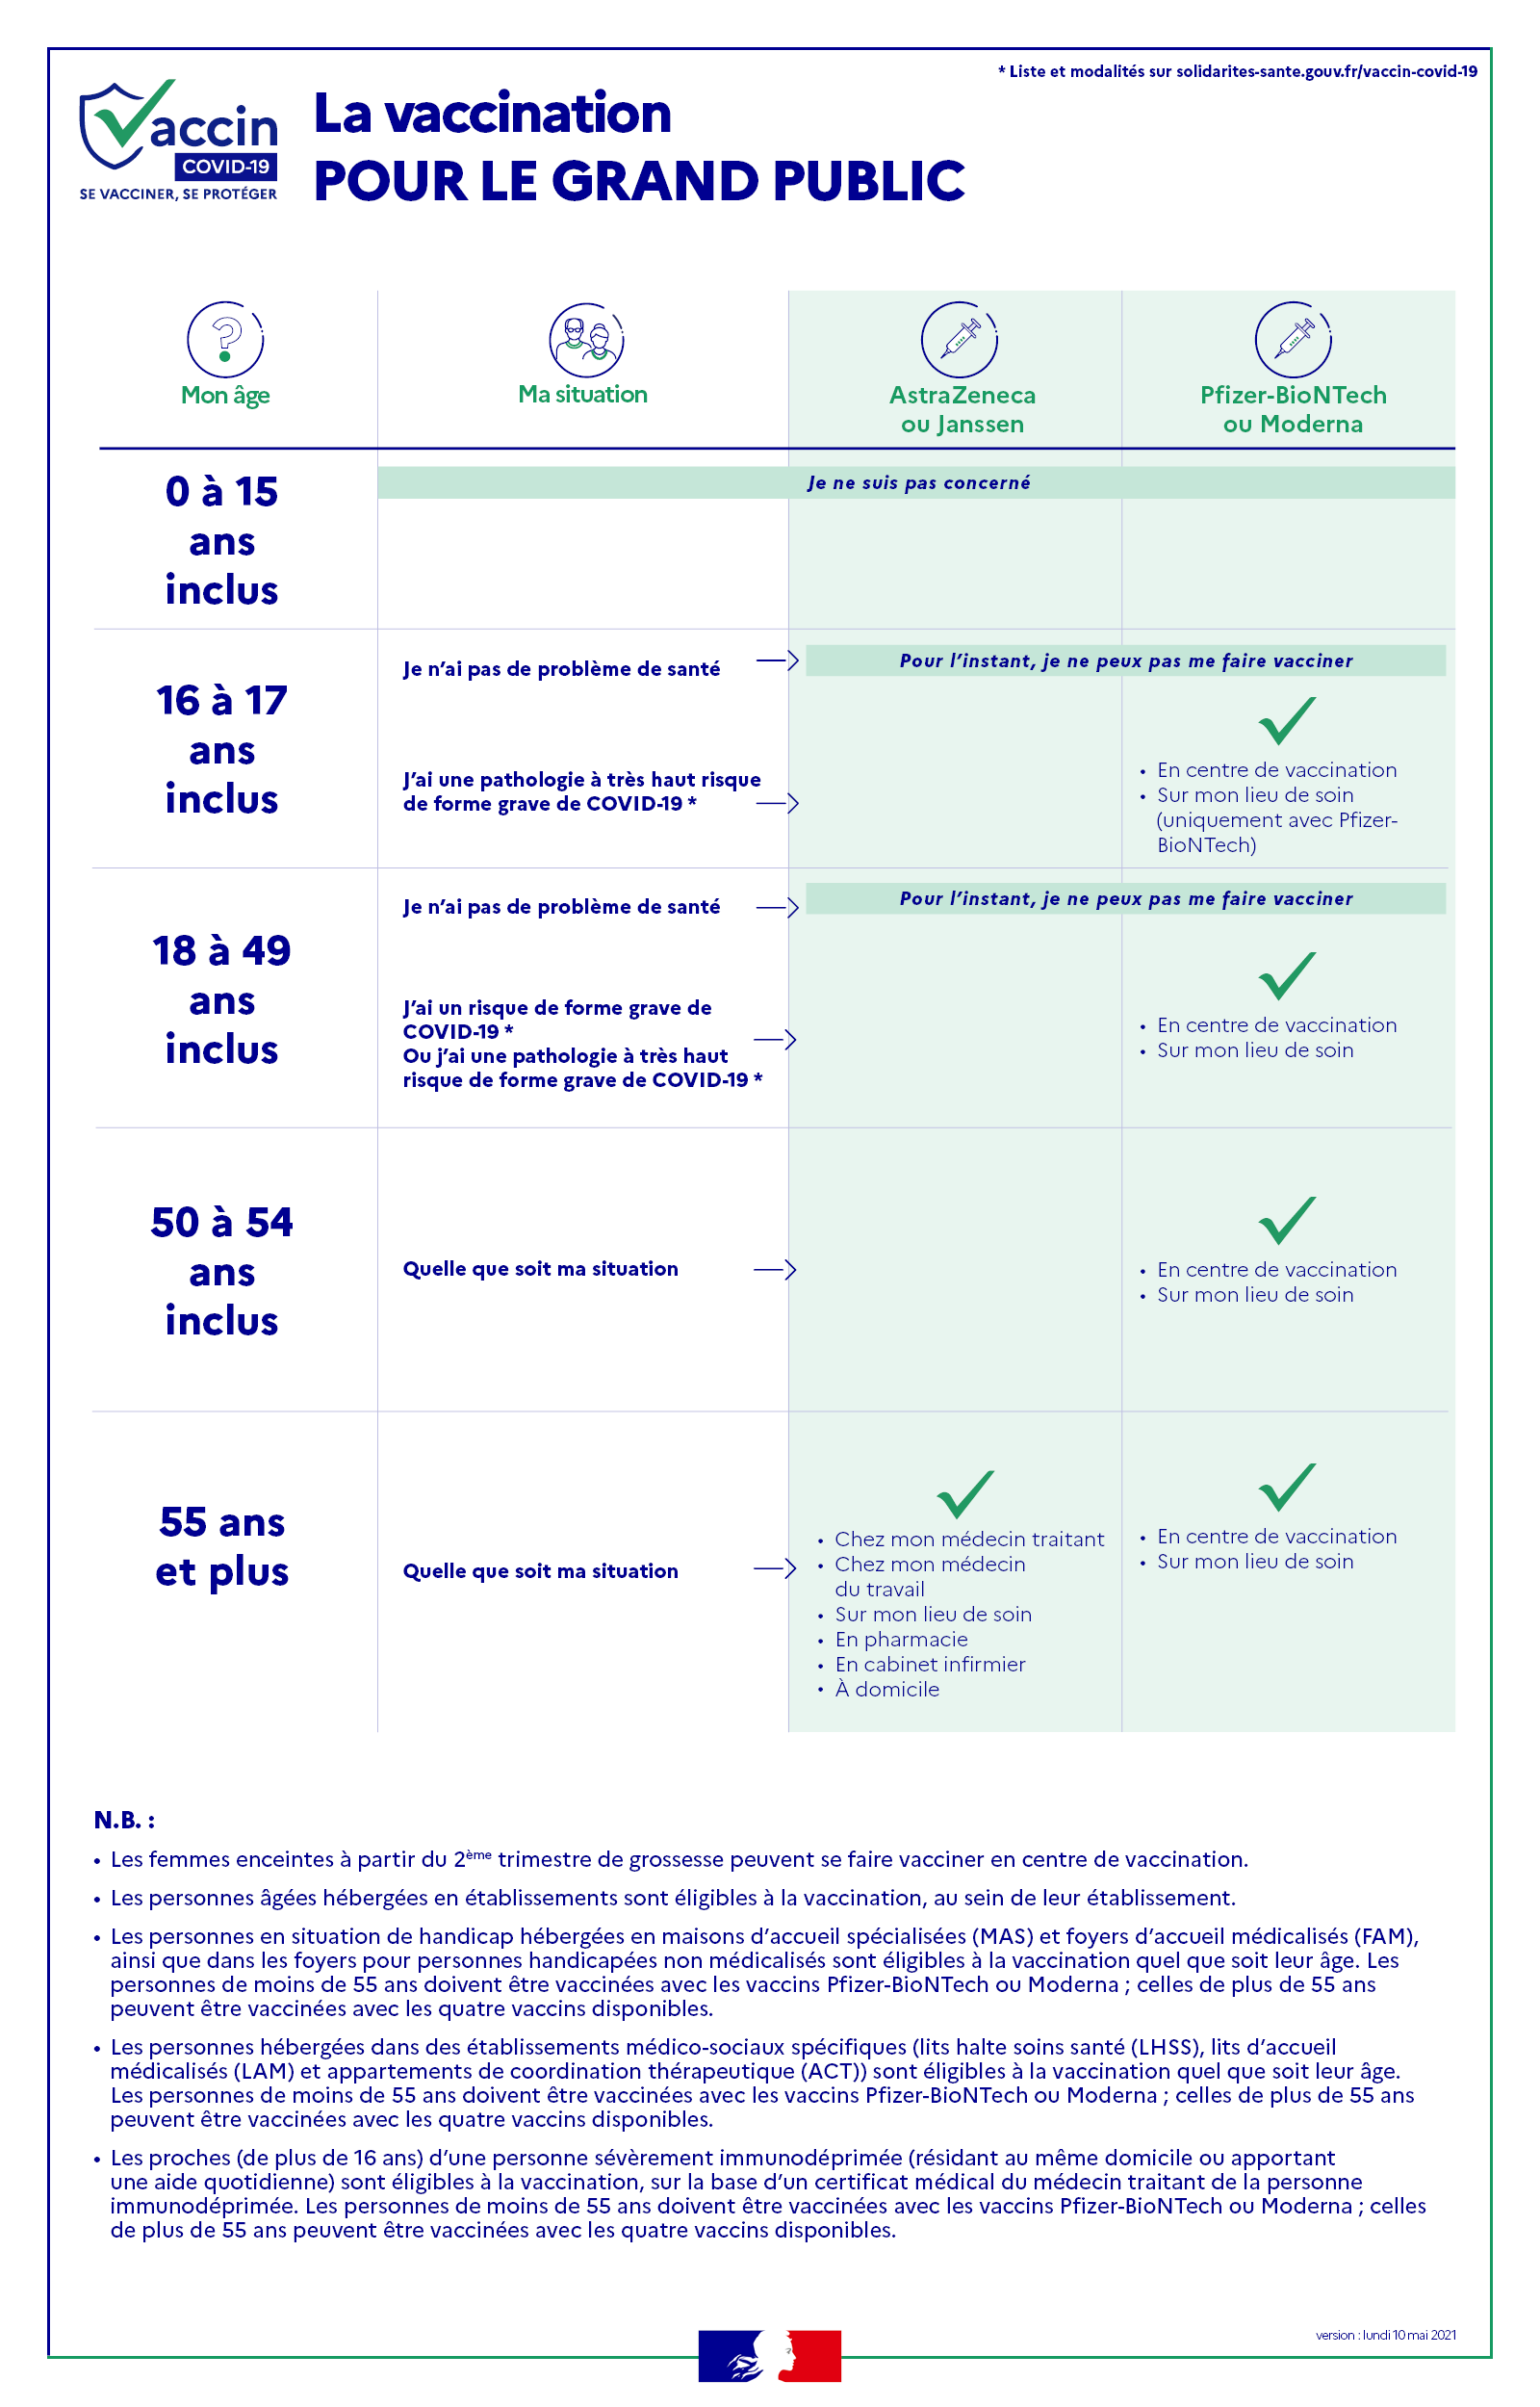 * Liste et modalités sur solidarites-sante.gouv.fr/vaccin-covid-19
Vaccin
COVID-19
SE VACCINER, SE PROTÉGER
La vaccination
POUR LE GRAND PUBLIC
Mon âge
Ma situation
AstraZeneca
ou Janssen
Pfizer-BioNTech
ou Moderna
0 à 15
ans
inclus
Je ne suis pas concerné
16 à 17
ans
inclus
Je n’ai pas de problème de santé
Pour l’instant, je ne peux pas me faire vacciner
J’ai une pathologie à très haut risque
de forme grave de COVID-19 *
• En centre de vaccination
• Sur mon lieu de soin
(uniquement avec Pfizer-
BioNTech)
18 à 49
ans
inclus
Je n’ai pas de problème de santé
Pour l’instant, je ne peux pas me faire vacciner
J’ai un risque de forme grave de
COVID-19 *
Ou j’ai une pathologie à très haut
risque de forme grave de COVID-19 *
• En centre de vaccination
• Sur mon lieu de soin
50 à 54
ans
inclus
Quelle que soit ma situation
• En centre de vaccination
• Sur mon lieu de soin
55 ans
et plus
Quelle que soit ma situation
• Chez mon médecin traitant
• Chez mon médecin
du travail
• Sur mon lieu de soin
• En pharmacie
• En cabinet infirmier
• À domicile
• En centre de vaccination
• Sur mon lieu de soin
N.B. :
• Les femmes enceintes à partir du 2ème trimestre de grossesse peuvent se faire vacciner en centre de vaccination.
• Les personnes âgées hébergées en établissements sont éligibles à la vaccination, au sein de leur établissement.
• Les personnes en situation de handicap hébergées en maisons d’accueil spécialisées (MAS) et foyers d’accueil médicalisés (FAM),
ainsi que dans les foyers pour personnes handicapées non médicalisés sont éligibles à la vaccination quel que soit leur âge. Les
personnes de moins de 55 ans doivent être vaccinées avec les vaccins Pfizer-BioNTech ou Moderna ; celles de plus de 55 ans
peuvent être vaccinées avec les quatre vaccins disponibles.
• Les personnes hébergées dans des établissements médico-sociaux spécifiques (lits halte soins santé (LHSS), lits d’accueil
médicalisés (LAM) et appartements de coordination thérapeutique (ACT)) sont éligibles à la vaccination quel que soit leur âge.
Les personnes de moins de 55 ans doivent être vaccinées avec les vaccins Pfizer-BioNTech ou Moderna ; celles de plus de 55 ans
peuvent être vaccinées avec les quatre vaccins disponibles.
• Les proches (de plus de 16 ans) d’une personne sévèrement immunodéprimée (résidant au même domicile ou apportant
une aide quotidienne) sont éligibles à la vaccination, sur la base d’un certificat médical du médecin traitant de la personne
immunodéprimée. Les personnes de moins de 55 ans doivent être vaccinées avec les vaccins Pfizer-BioNTech ou Moderna ; celles
de plus de 55 ans peuvent être vaccinées avec les quatre vaccins disponibles.
version : lundi 10 mai 2021